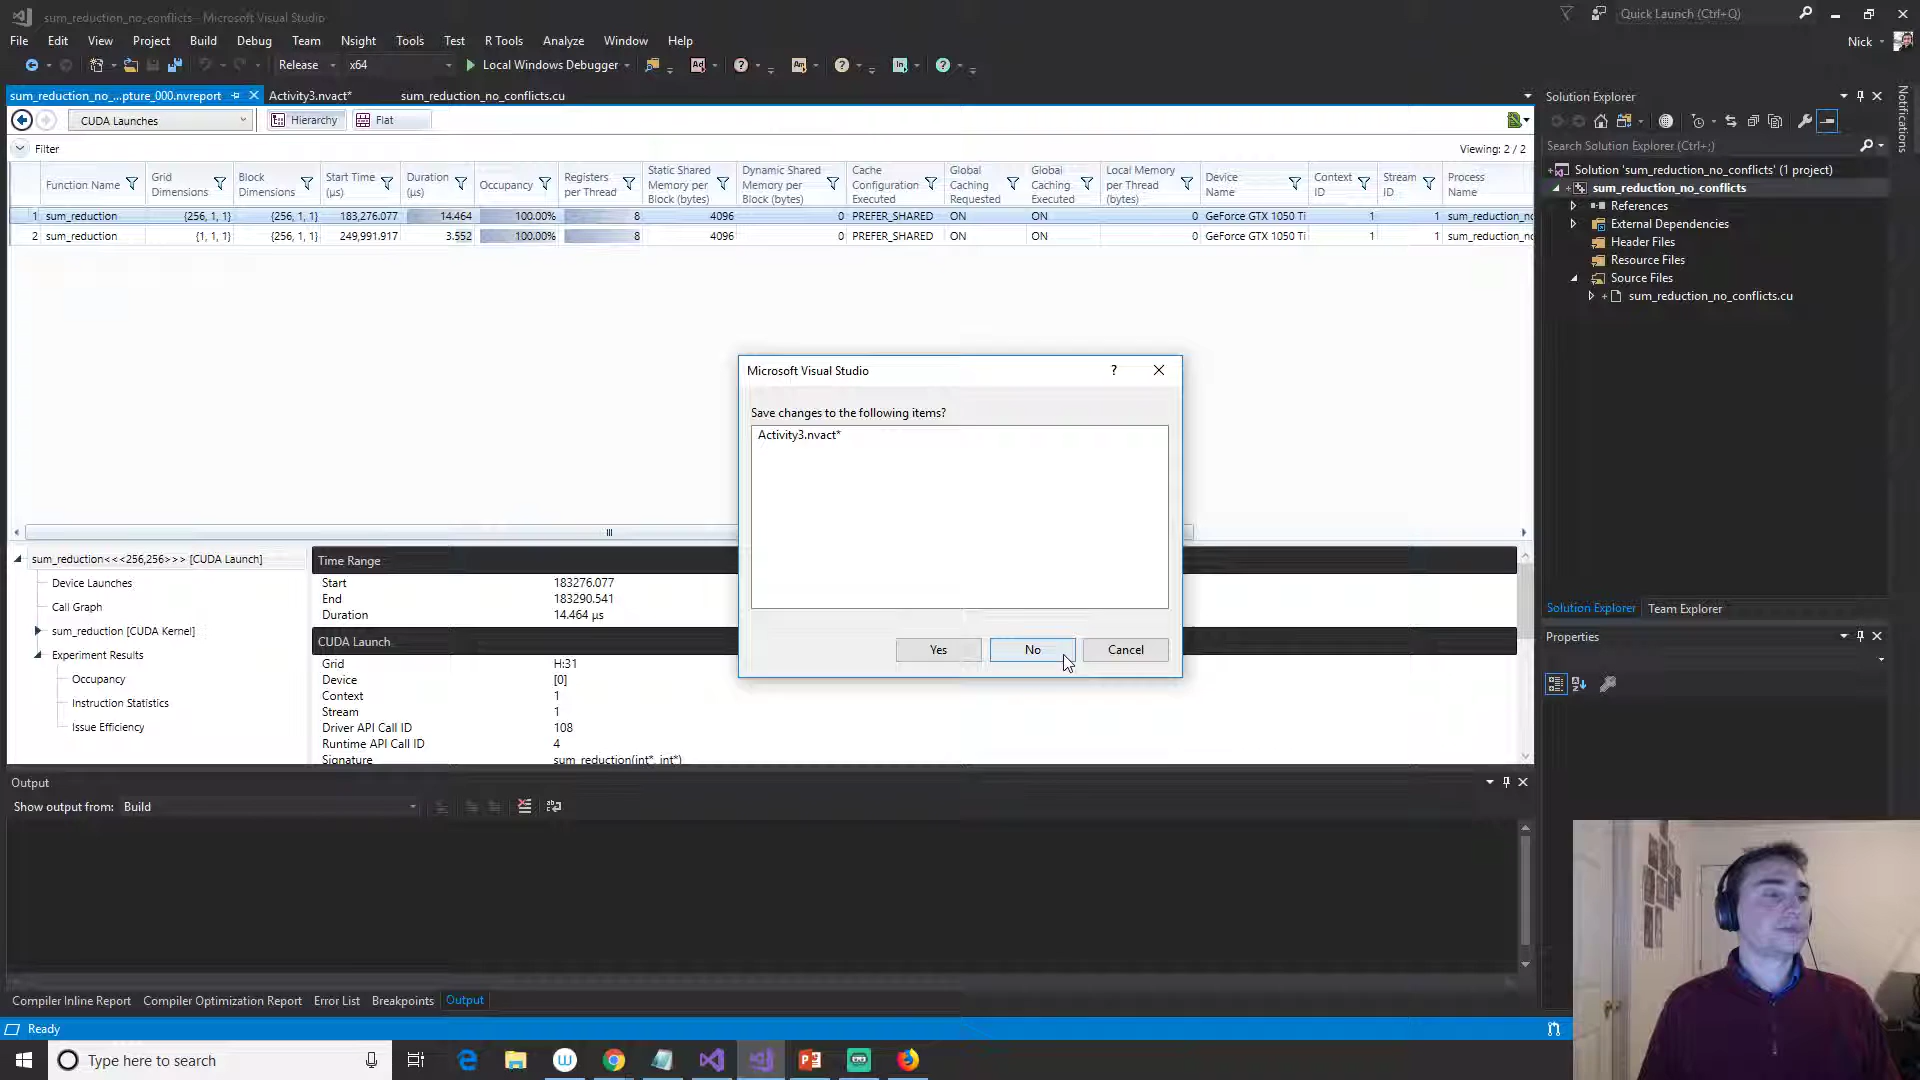 sum_reduction_no_conflicts - Microsoft Visual Studio
Quick Launch (Ctrl+Q)
File Edit View Project Build Debug Team Nsight Tools Test R Tools Analyze Window Help
Nick
Release x64 Local Windows Debugger
sum_reduction_no_...pture_000.nvreport Activity3.nvact* sum_reduction_no_conflicts.cu
CUDA Launches Hierarchy Flat
Filter
Viewing: 2 / 2
Function Name Grid Dimensions Block Dimensions Start Time (µs) Duration (µs) Occupancy Registers per Thread Static Shared Memory per Block (bytes) Dynamic Shared Memory per Block (bytes) Cache Configuration Executed Global Caching Requested Global Caching Executed Local Memory per Thread (bytes) Device Name Context ID Stream ID Process Name
1 sum_reduction {256, 1, 1} {256, 1, 1} 183,276.077 14.464 100.00% 8 4096 0 PREFER_SHARED ON ON 0 GeForce GTX 1050 Ti 1 1 sum_reduction_no
2 sum_reduction {1, 1, 1} {256, 1, 1} 249,991.917 3.552 100.00% 8 4096 0 PREFER_SHARED ON ON 0 GeForce GTX 1050 Ti 1 1 sum_reduction_no
Microsoft Visual Studio ?
Save changes to the following items?
Activity3.nvact*
Yes No Cancel
sum_reduction<<<256,256>>> [CUDA Launch]
Device Launches
Call Graph
sum_reduction [CUDA Kernel]
Experiment Results
Occupancy
Instruction Statistics
Issue Efficiency
Time Range
Start 183276.077
End 183290.541
Duration 14.464 µs
CUDA Launch
Grid H:31
Device [0]
Context 1
Stream 1
Driver API Call ID 108
Runtime API Call ID 4
Signature sum_reduction(int*, int*)
Output
Show output from: Build
Compiler Inline Report Compiler Optimization Report Error List Breakpoints Output
Ready
Type here to search
Solution Explorer
Search Solution Explorer (Ctrl+;)
Solution 'sum_reduction_no_conflicts' (1 project)
sum_reduction_no_conflicts
References
External Dependencies
Header Files
Resource Files
Source Files
sum_reduction_no_conflicts.cu
Solution Explorer Team Explorer
Properties
Notifications